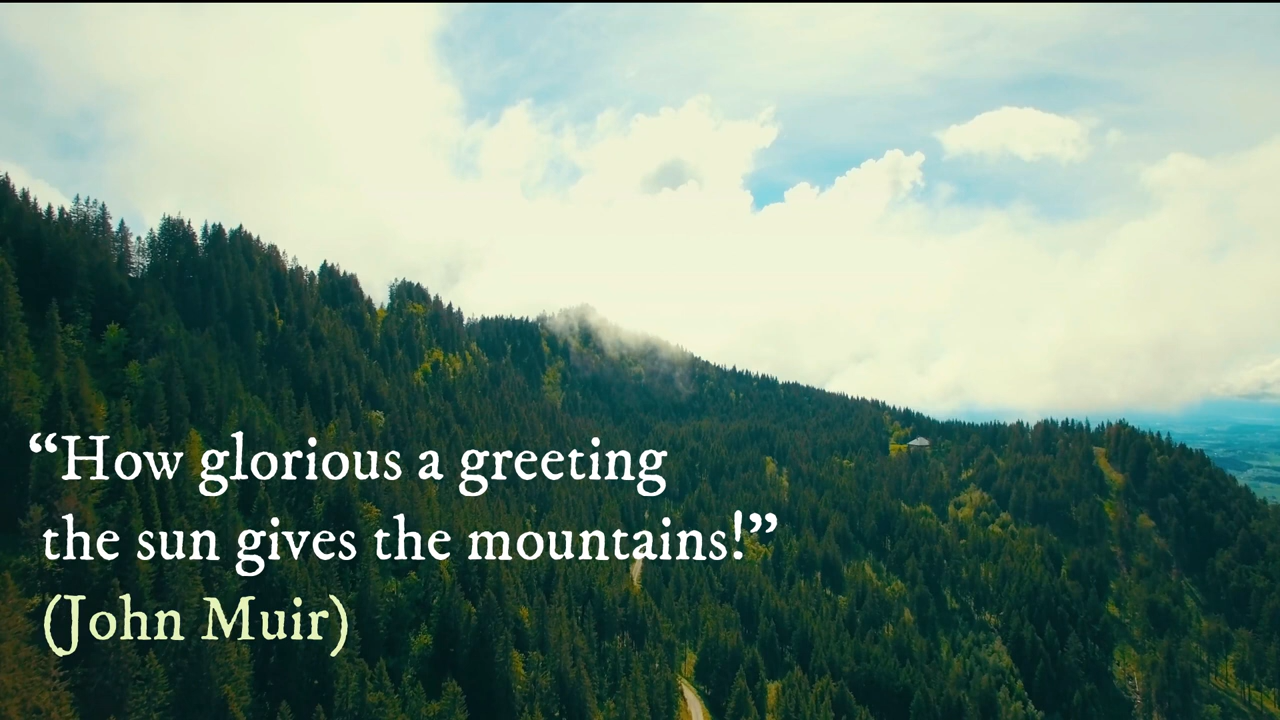 “How glorious a greeting
the sun gives the mountains!”
(John Muir)